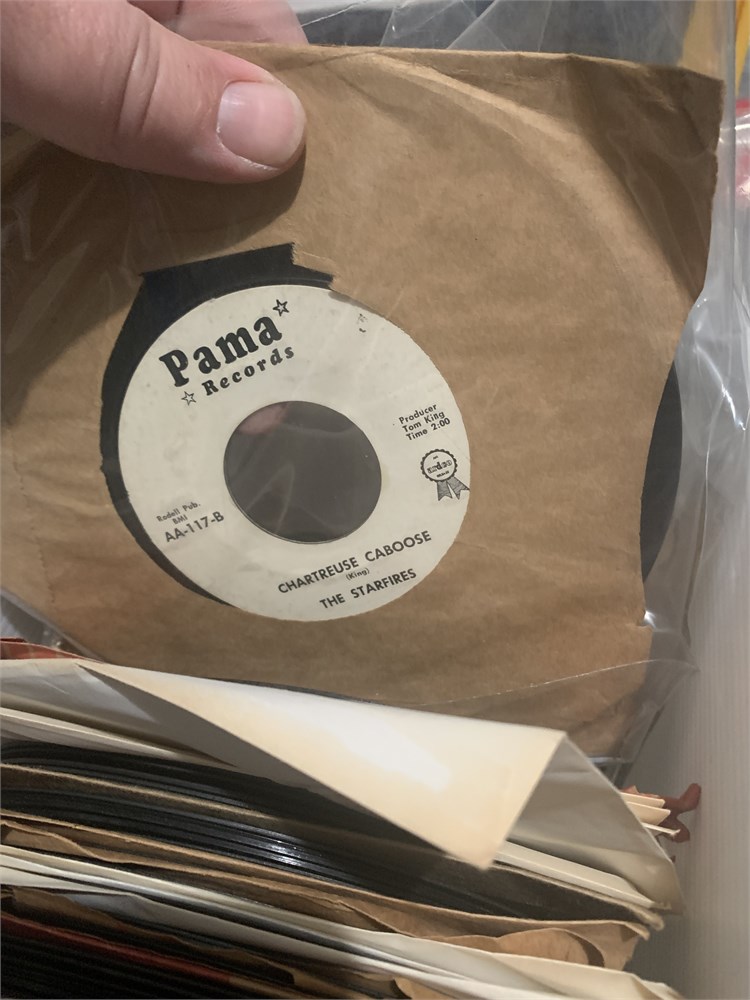 Pama
Records
Producer
Tom King
Time 2:00
Rodell Pub.
BMI
AA-117-B
CHARTREUSE CABOOSE
(King)
THE STARFIRES